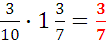 3/10 · 1 3/7 = 3/7